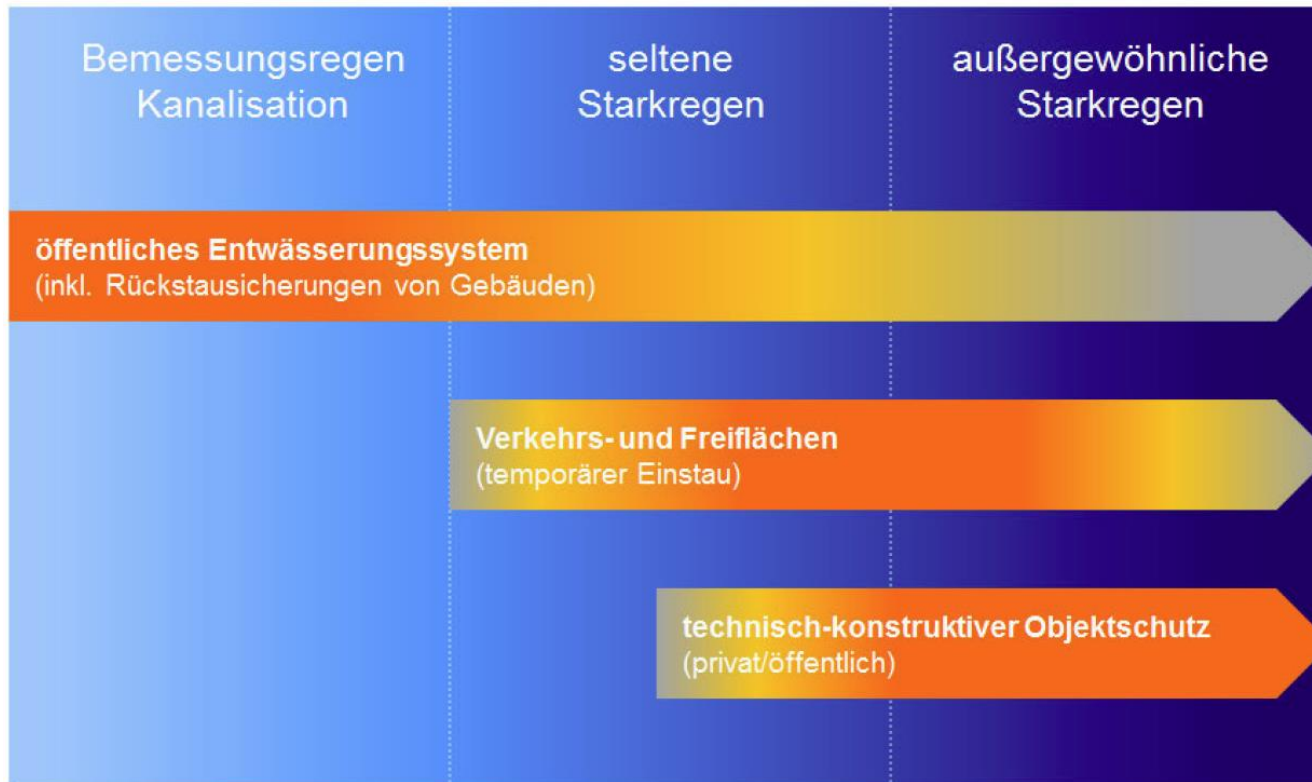 Bemessungsregen
Kanalisation
seltene
Starkregen
außergewöhnliche
Starkregen
öffentliches Entwässerungssystem
(inkl. Rückstausicherungen von Gebäuden)
Verkehrs- und Freiflächen
(temporärer Einstau)
technisch-konstruktiver Objektschutz
(privat/öffentlich)